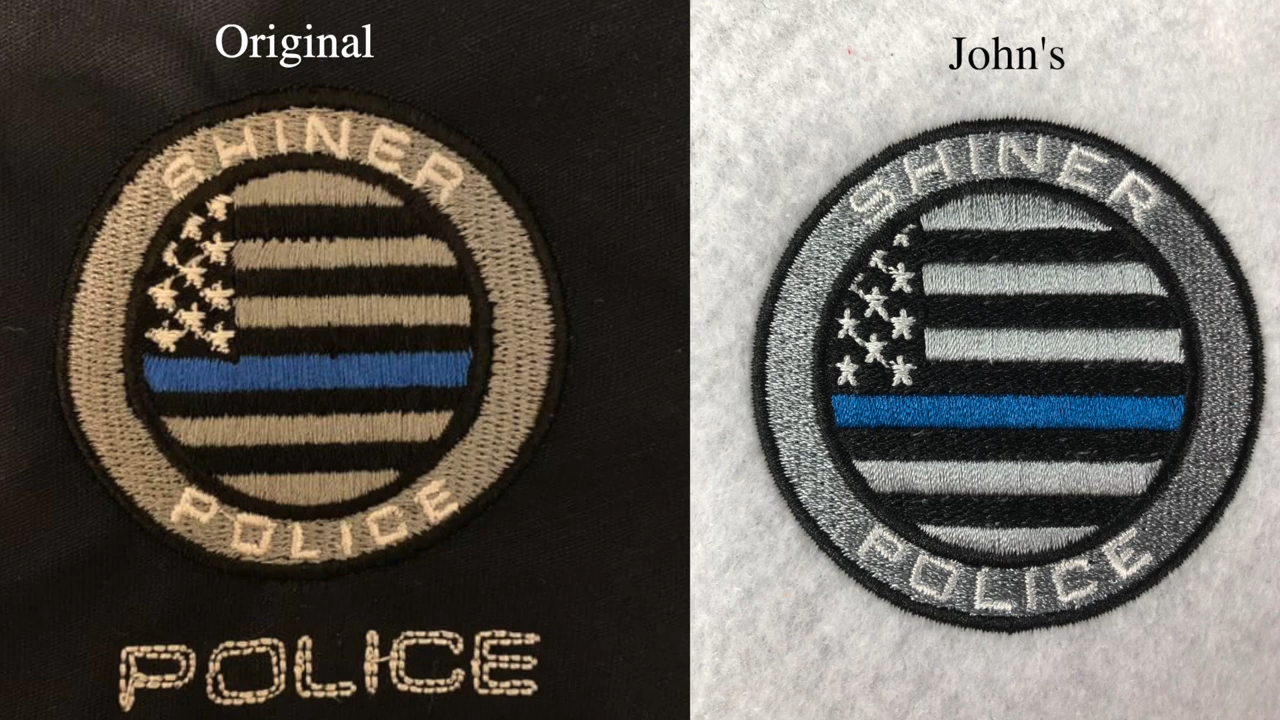 Original
SHINER
POLICE
POLICE
John's
SHINER
POLICE